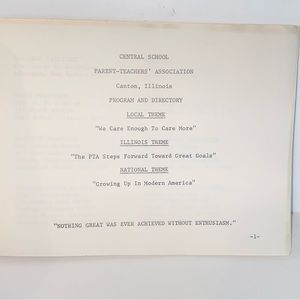 CENTRAL SCHOOL
PARENT-TEACHERS' ASSOCIATION
Canton, Illinois
PROGRAM AND DIRECTORY
LOCAL THEME
"We Care Enough To Care More"
ILLINOIS THEME
"The PTA Steps Forward Toward Great Goals"
NATIONAL THEME
"Growing Up In Modern America"
"NOTHING GREAT WAS EVER ACHIEVED WITHOUT ENTHUSIASM."
-1-